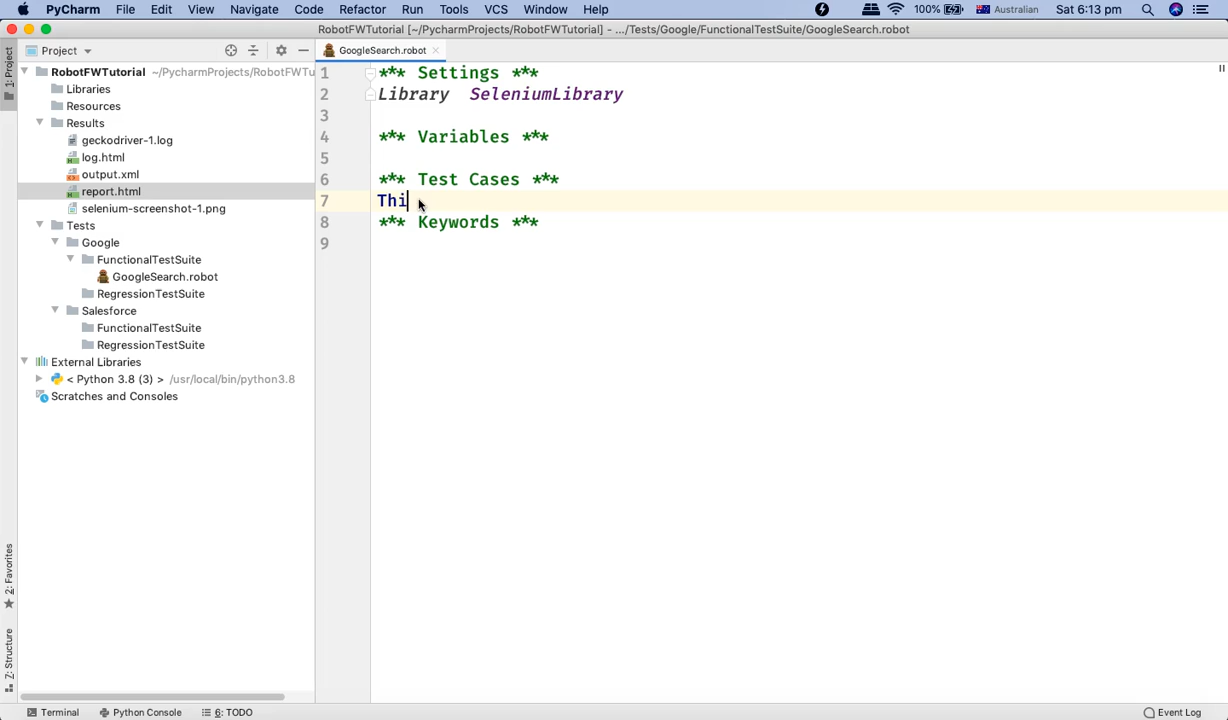 PyCharm File Edit View Navigate Code Refactor Run Tools VCS Window Help 100% Australian Sat 6:13 pm
RobotFWTutorial [~/PycharmProjects/RobotFWTutorial] - .../Tests/Google/FunctionalTestSuite/GoogleSearch.robot
1: Project
Project
GoogleSearch.robot
RobotFWTutorial ~/PycharmProjects/RobotFWTu
Libraries
Resources
Results
geckodriver-1.log
log.html
output.xml
report.html
selenium-screenshot-1.png
Tests
Google
FunctionalTestSuite
GoogleSearch.robot
RegressionTestSuite
Salesforce
FunctionalTestSuite
RegressionTestSuite
External Libraries
< Python 3.8 (3) > /usr/local/bin/python3.8
Scratches and Consoles
1 *** Settings ***
2 Library SeleniumLibrary
3
4 *** Variables ***
5
6 *** Test Cases ***
7 Thi
8 *** Keywords ***
9
2: Favorites
Z: Structure
Terminal Python Console 6: TODO Event Log